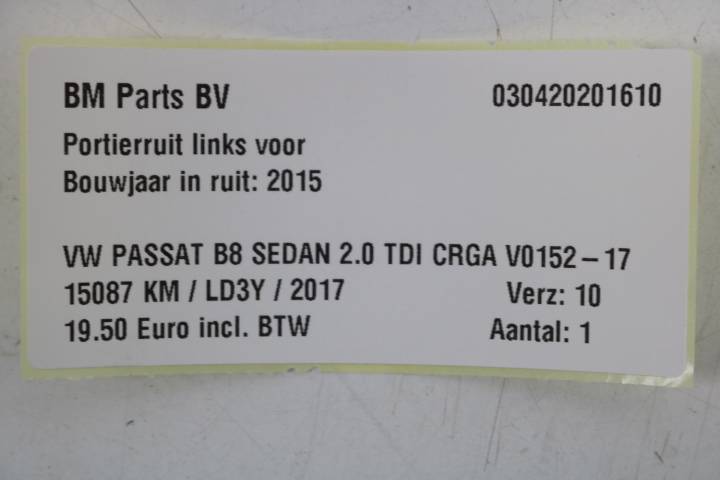 BM Parts BV 030420201610
Portierruit links voor
Bouwjaar in ruit: 2015
VW PASSAT B8 SEDAN 2.0 TDI CRGA V0152-17
15087 KM / LD3Y / 2017 Verz: 10
19.50 Euro incl. BTW Aantal: 1